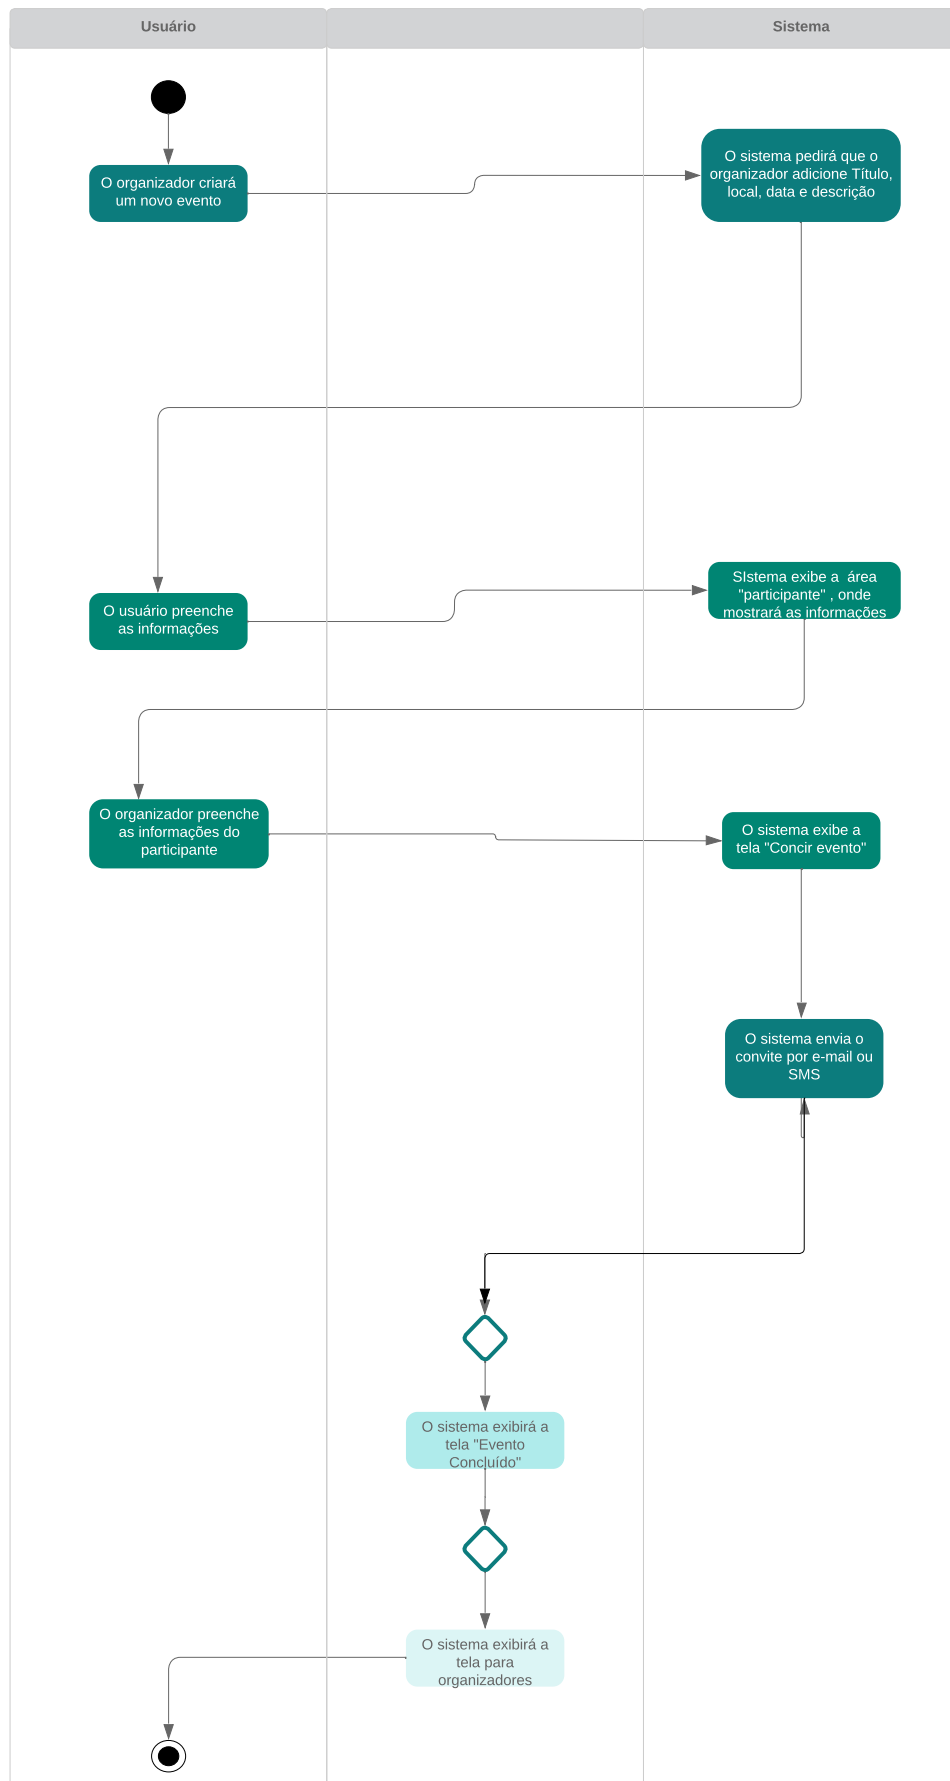 Usuário
Sistema
O organizador criará
um novo evento
O sistema pedirá que o
organizador adicione Título,
local, data e descrição
O usuário preenche
as informações
SIstema exibe a  área
"participante" , onde
mostrará as informações
O organizador preenche
as informações do
participante
O sistema exibe a
tela "Concir evento"
O sistema envia o
convite por e-mail ou
SMS
O sistema exibirá a
tela "Evento
Concluído"
O sistema exibirá a
tela para
organizadores